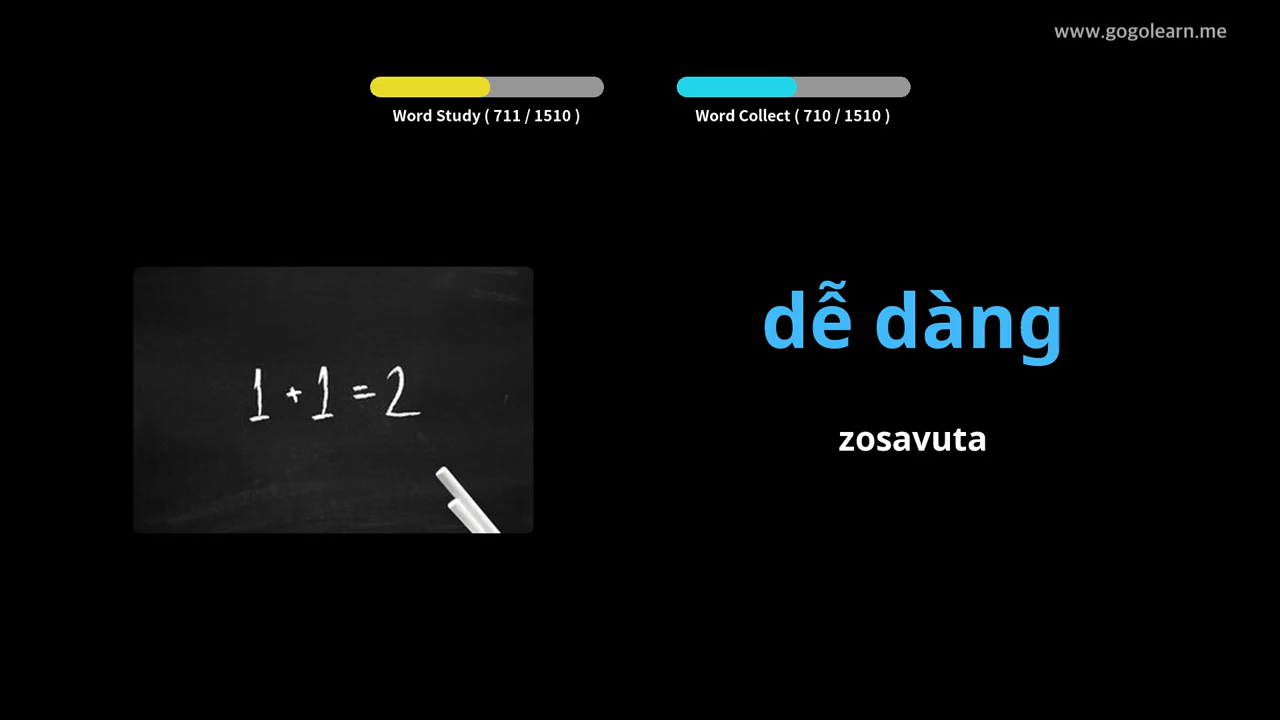 www.gogolearn.me
Word Study ( 711 / 1510 )
Word Collect ( 710 / 1510 )
1 + 1 = 2
dễ dàng
zosavuta